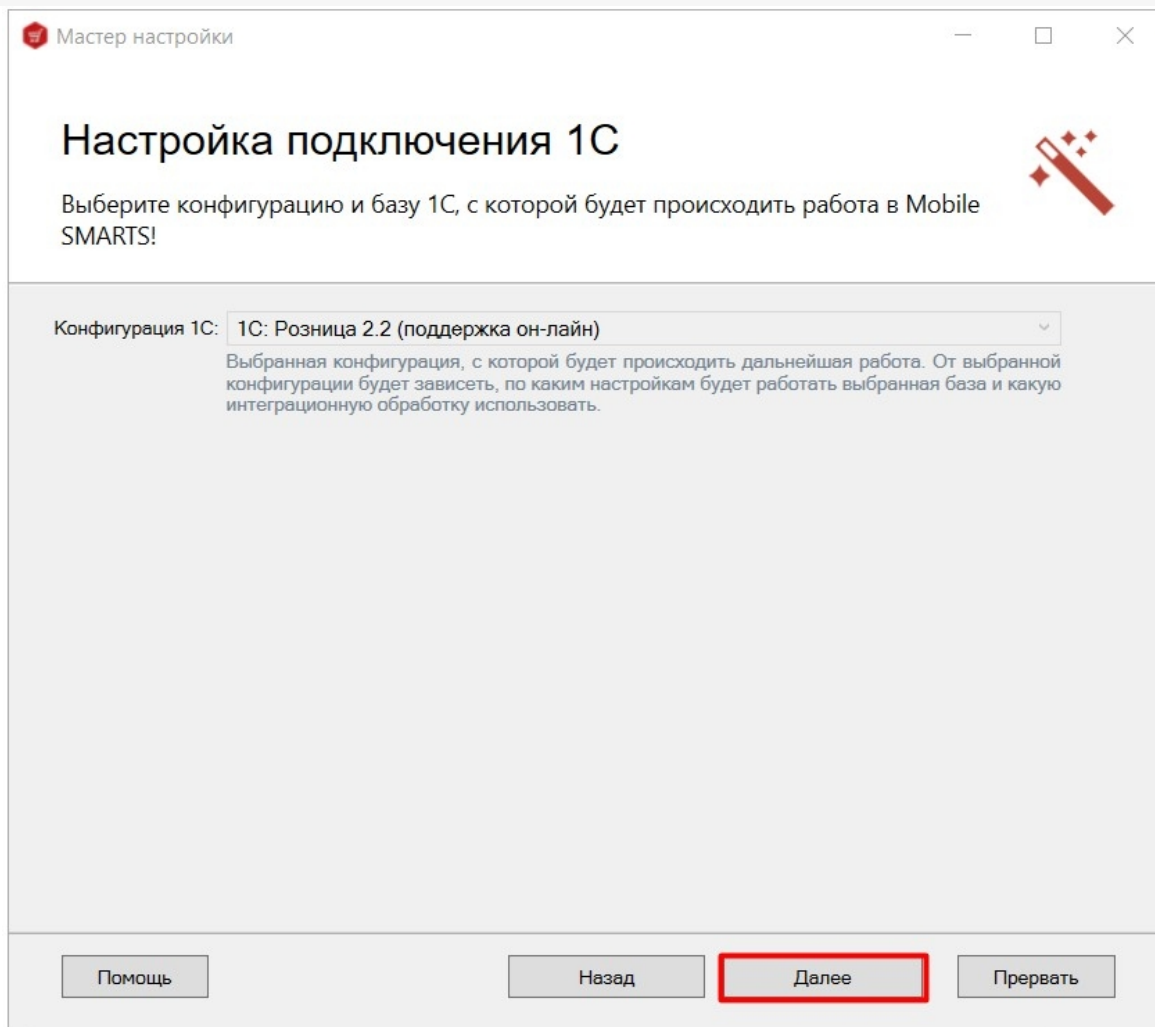 Мастер настройки
Настройка подключения 1С
Выберите конфигурацию и базу 1С, с которой будет происходить работа в Mobile
SMARTS!
Конфигурация 1С: 1С: Розница 2.2 (поддержка он-лайн)
Выбранная конфигурация, с которой будет происходить дальнейшая работа. От выбранной
конфигурации будет зависеть, по каким настройкам будет работать выбранная база и какую
интеграционную обработку использовать.
Помощь Назад Далее Прервать